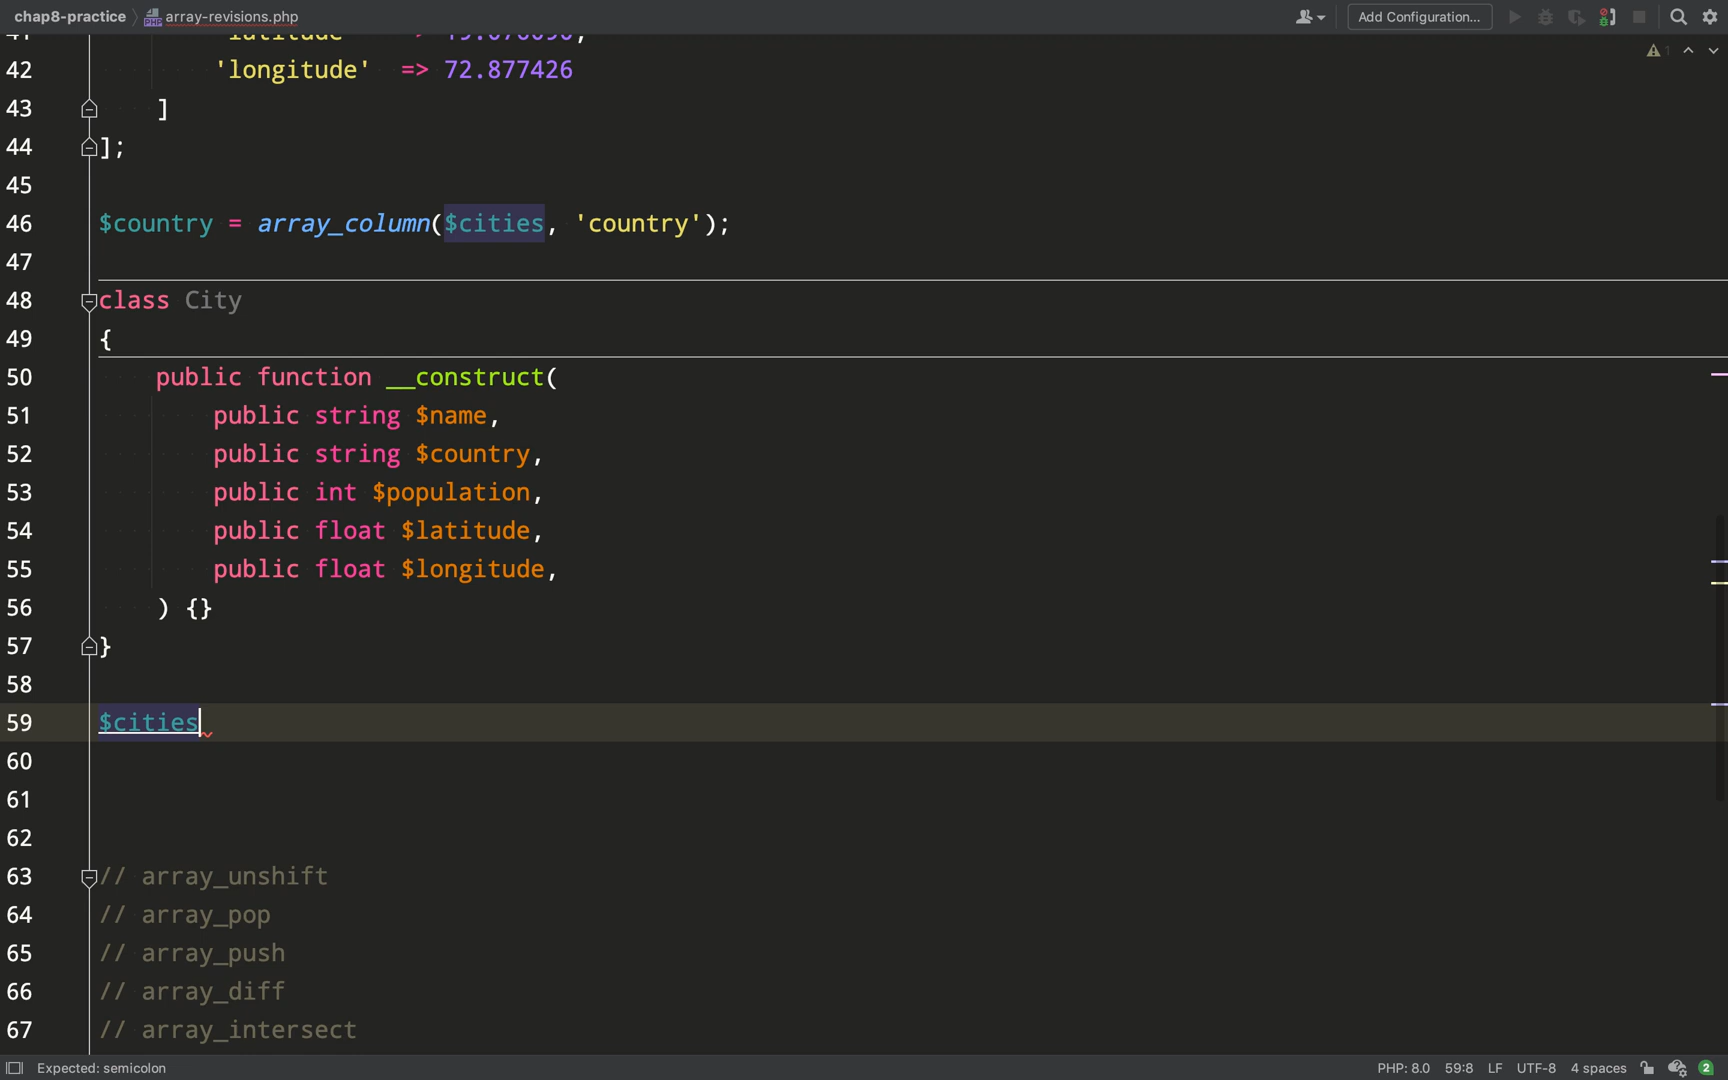 chap8-practice array-revisions.php Add Configuration...
1
42 'longitude' => 72.877426
43 ]
44 ];
45
46 $country = array_column($cities, 'country');
47
48 class City
49 {
50 public function __construct(
51 public string $name,
52 public string $country,
53 public int $population,
54 public float $latitude,
55 public float $longitude,
56 ) {}
57 }
58
59 $cities
60
61
62
63 // array_unshift
64 // array_pop
65 // array_push
66 // array_diff
67 // array_intersect
Expected: semicolon PHP: 8.0 59:8 LF UTF-8 4 spaces 2